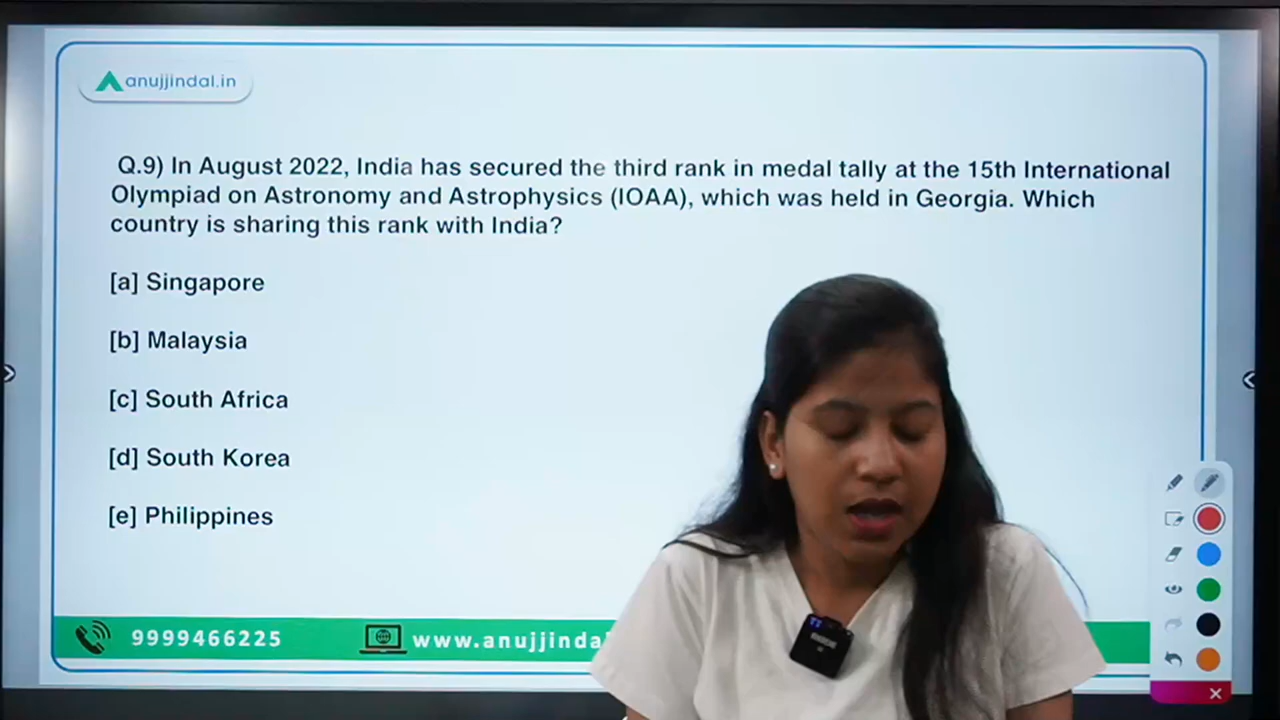 anujjindal.in
Q.9) In August 2022, India has secured the third rank in medal tally at the 15th International
Olympiad on Astronomy and Astrophysics (IOAA), which was held in Georgia. Which
country is sharing this rank with India?
[a] Singapore
[b] Malaysia
[c] South Africa
[d] South Korea
[e] Philippines
9999466225 www.anujjinda